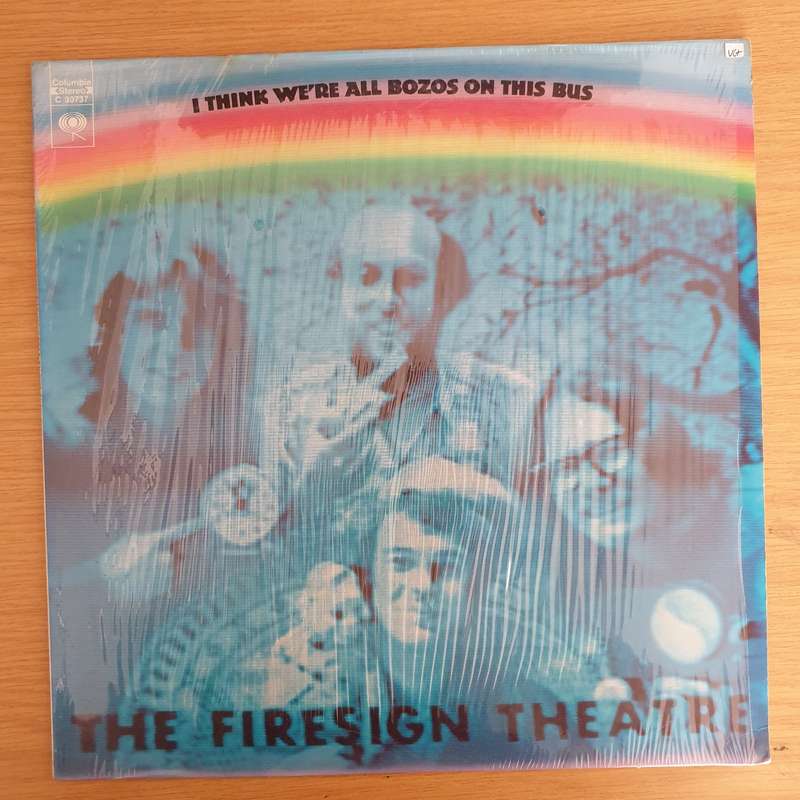 VG+
Columbia
Stereo
C 30737
I THINK WE'RE ALL BOZOS ON THIS BUS
THE FIRESIGN THEATRE